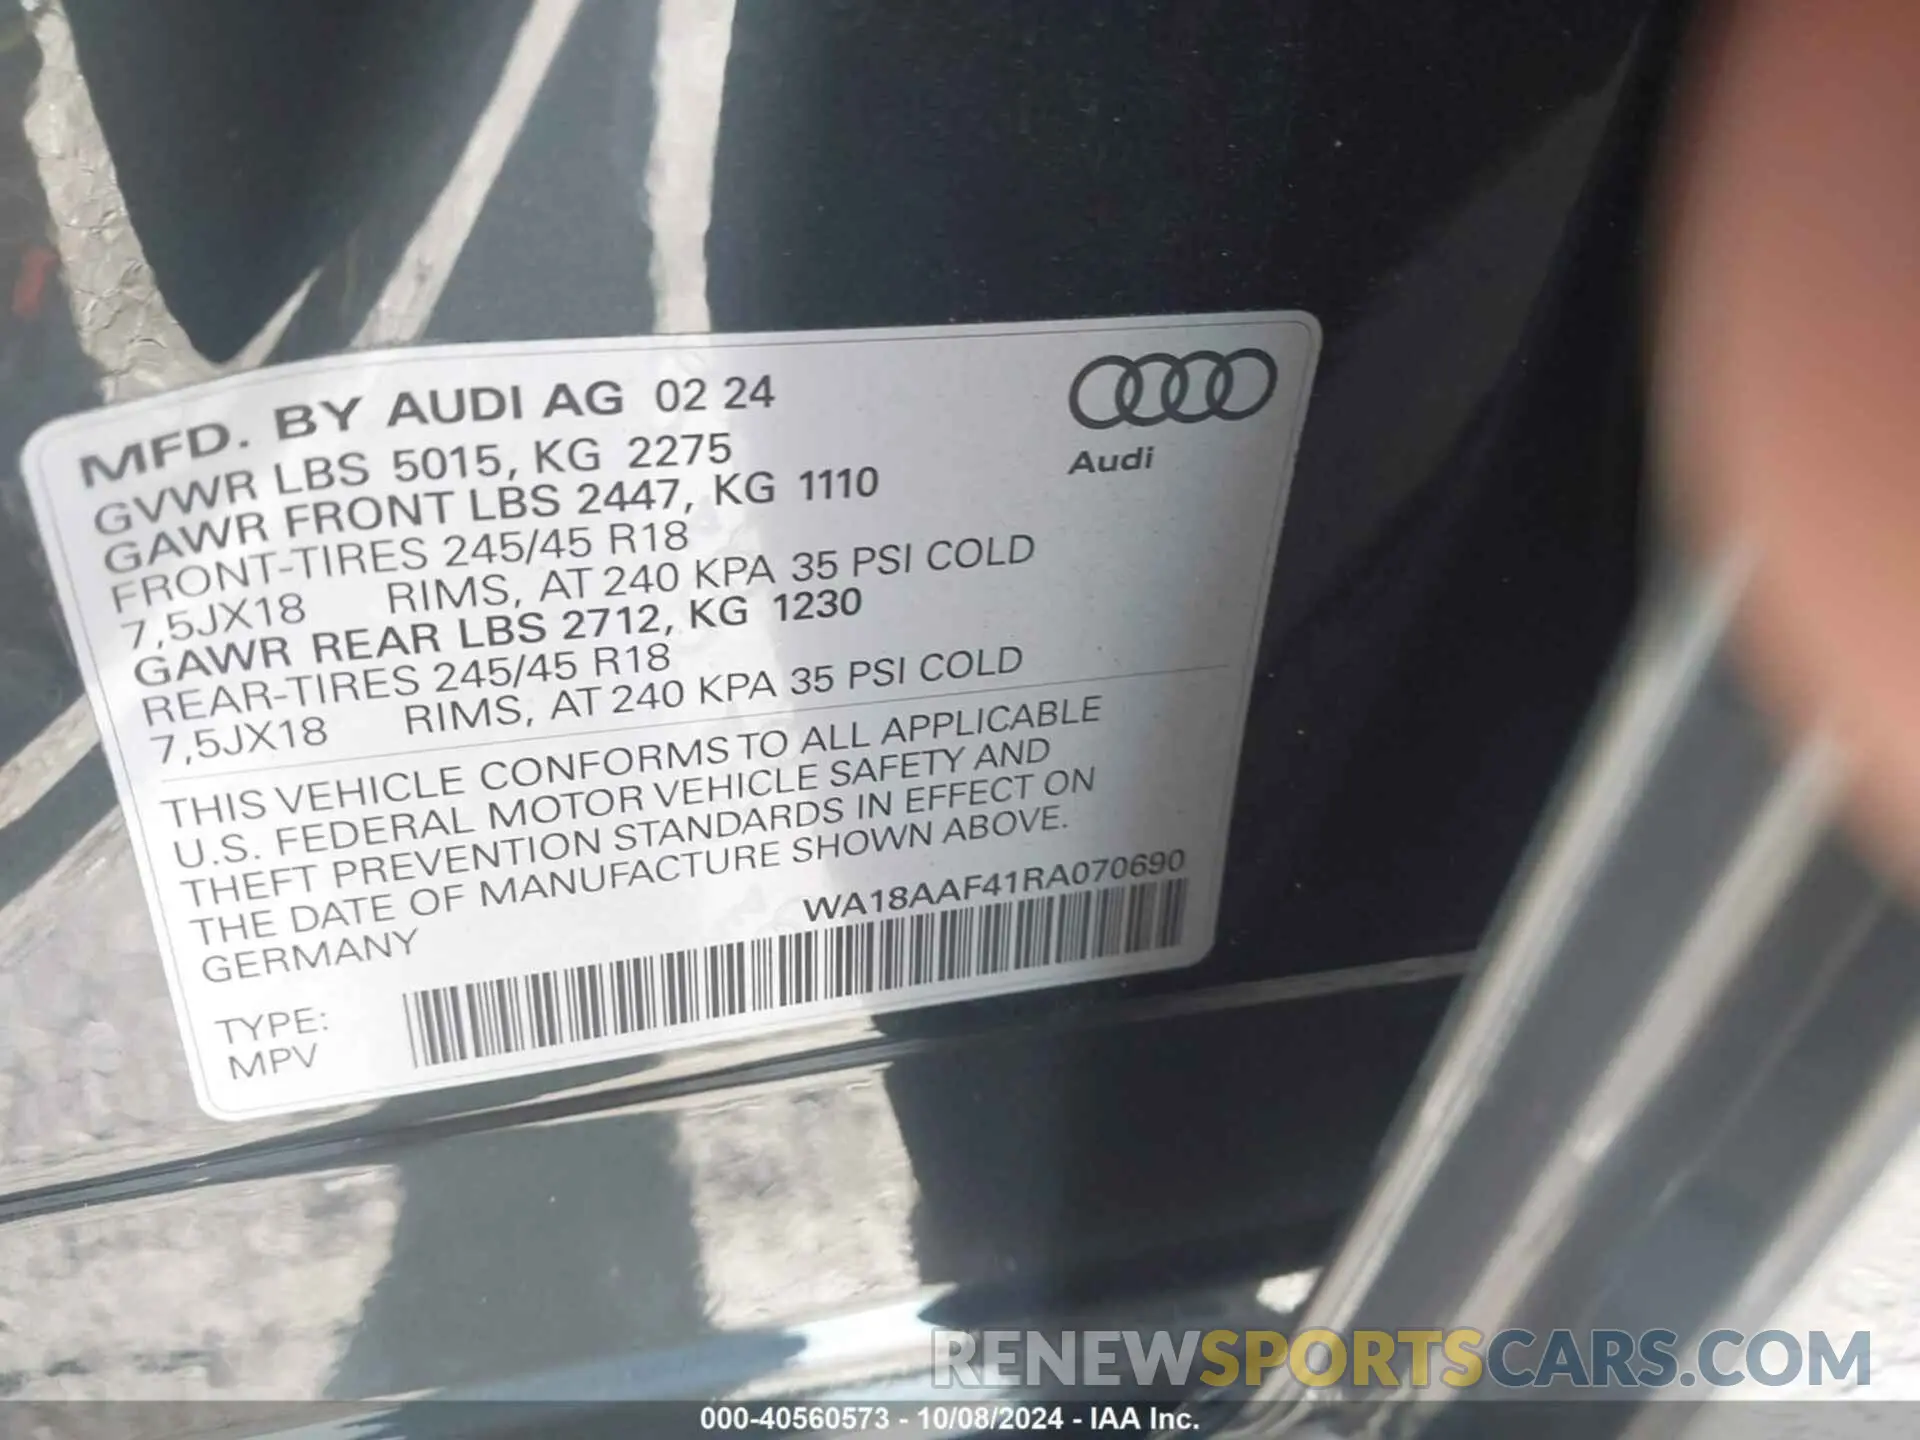 MFD. BY AUDI AG 02 24
GVWR LBS 5015, KG 2275
GAWR FRONT LBS 2447, KG 1110
FRONT-TIRES 245/45 R18
7,5JX18 RIMS, AT 240 KPA 35 PSI COLD
GAWR REAR LBS 2712, KG 1230
REAR-TIRES 245/45 R18
7,5JX18 RIMS, AT 240 KPA 35 PSI COLD
Audi
THIS VEHICLE CONFORMS TO ALL APPLICABLE
U.S. FEDERAL MOTOR VEHICLE SAFETY AND
THEFT PREVENTION STANDARDS IN EFFECT ON
THE DATE OF MANUFACTURE SHOWN ABOVE.
GERMANY
WA18AAF41RA070690
TYPE:
MPV
RENEWSPORTSCARS.COM
000-40560573 - 10/08/2024 - IAA Inc.